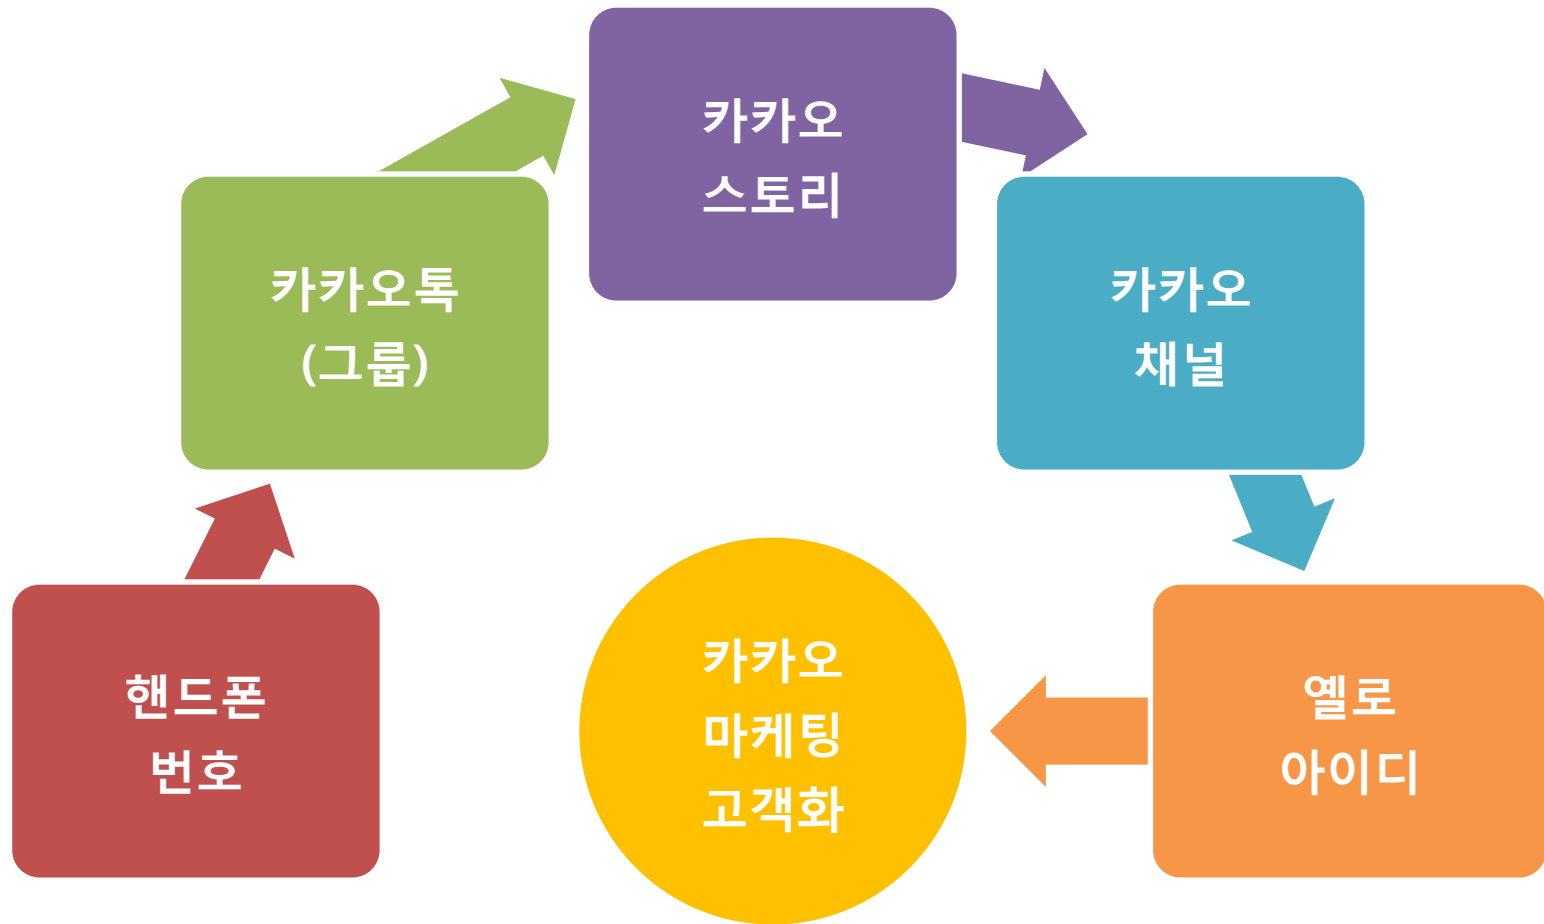 핸드폰
번호
카카오톡
(그룹)
카카오
스토리
카카오
채널
옐로
아이디
카카오
마케팅
고객화